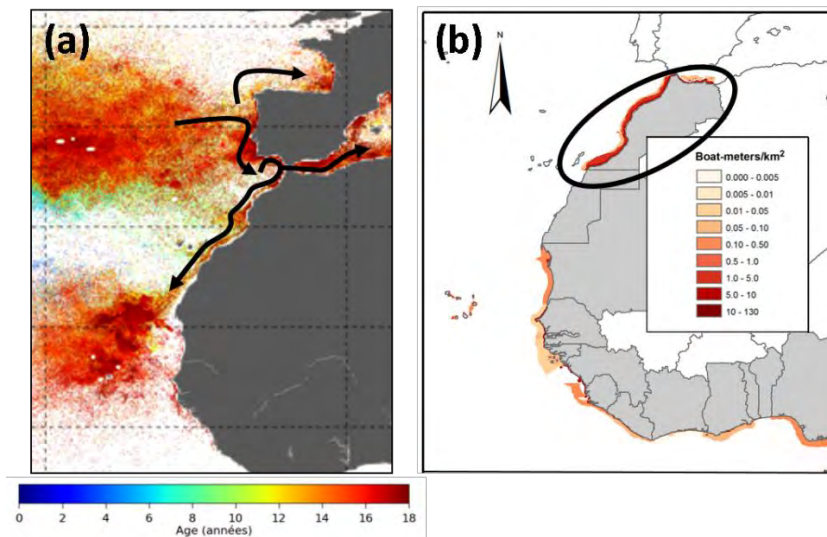 (a)
0 2 4 6 8 10 12 14 16 18
Age (années)
(b)
N
Boat-meters/km²
0.000 - 0.005
0.005 - 0.01
0.01 - 0.05
0.05 - 0.10
0.10 - 0.50
0.5 - 1.0
1.0 - 5.0
5.0 - 10
10 - 130